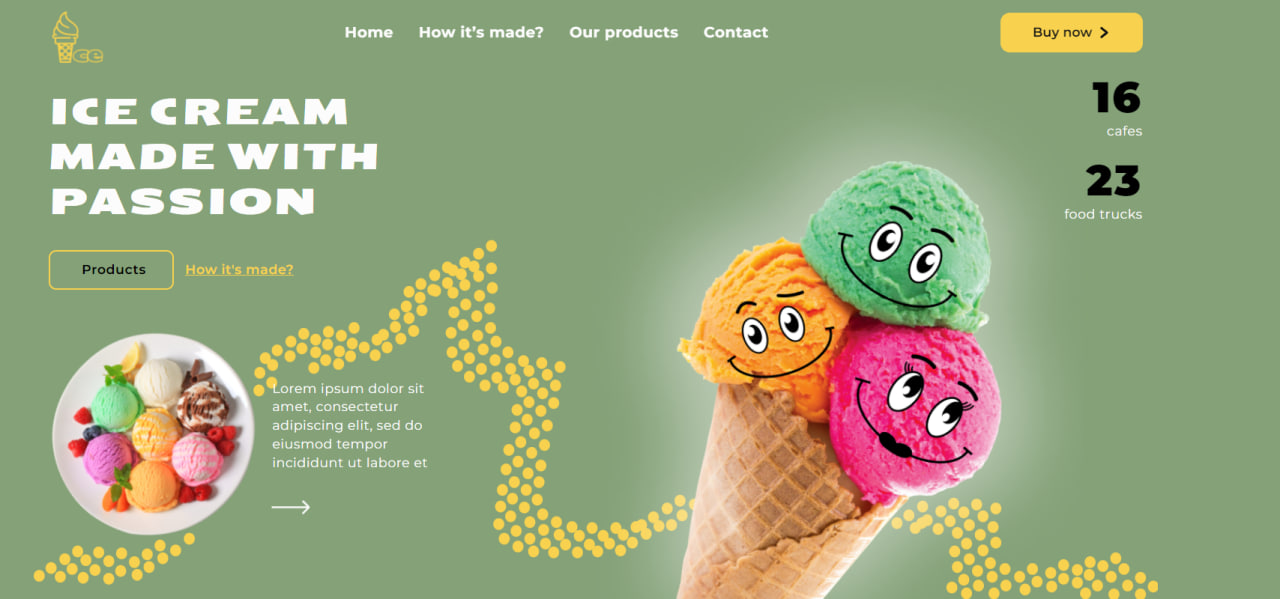 ce
Home How it's made? Our products Contact
Buy now
ICE CREAM
MADE WITH
PASSION
16
cafes
23
food trucks
Products How it's made?
Lorem ipsum dolor sit
amet, consectetur
adipiscing elit, sed do
eiusmod tempor
incididunt ut labore et